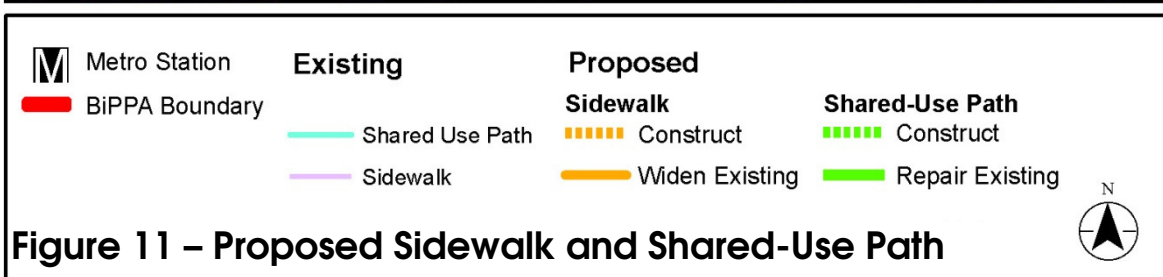 M Metro Station
BiPPA Boundary
Existing
Shared Use Path
Sidewalk
Proposed
Sidewalk
Construct
Widen Existing
Shared-Use Path
Construct
Repair Existing
N
Figure 11 – Proposed Sidewalk and Shared-Use Path